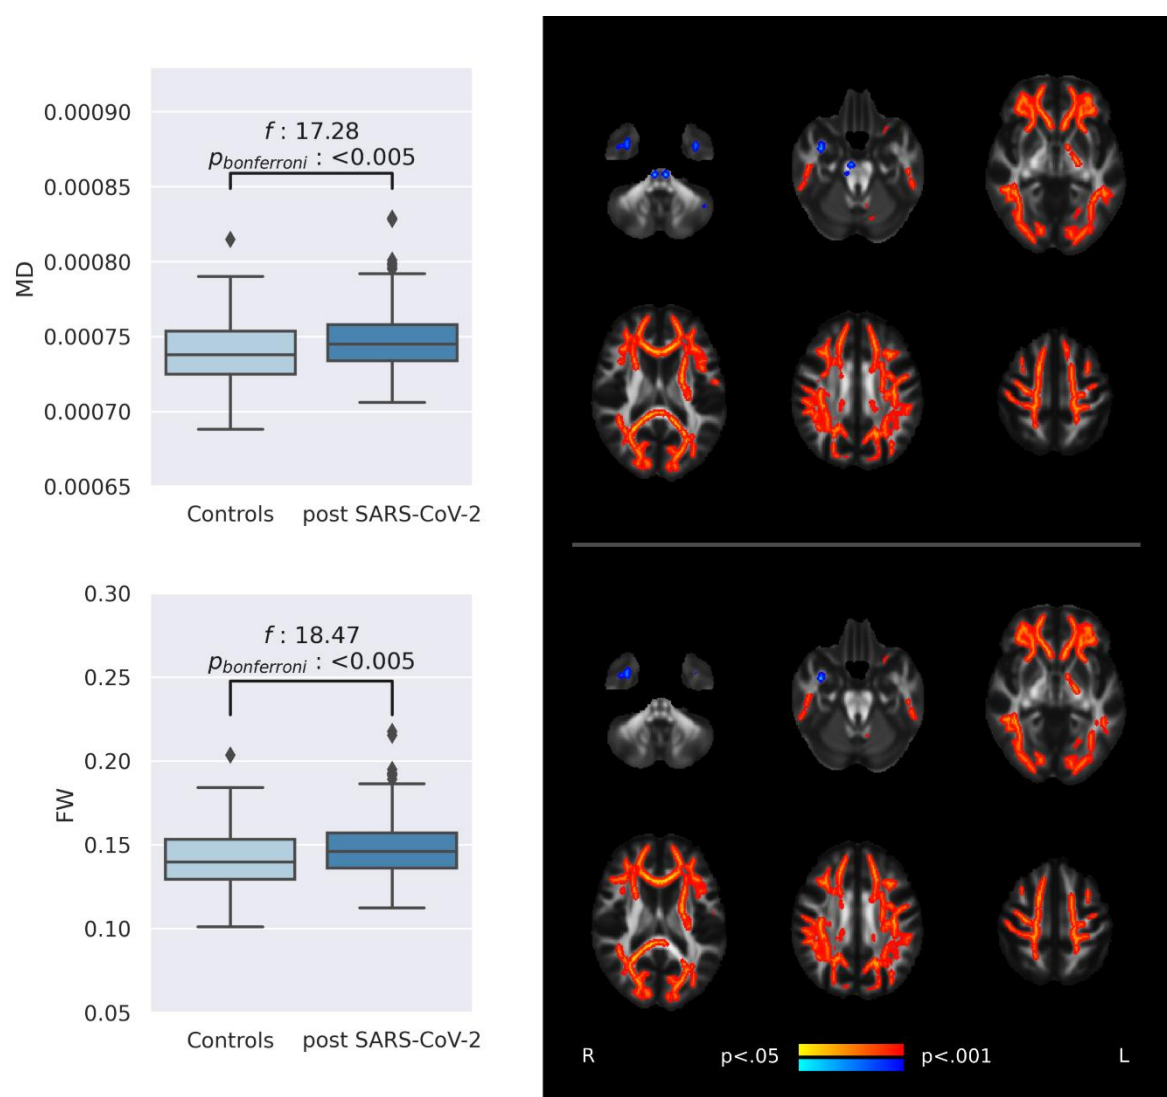 0.00090
0.00085
0.00080
0.00075
0.00070
0.00065
MD
f : 17.28
p_bonferroni : <0.005
Controls post SARS-CoV-2
0.30
0.25
0.20
0.15
0.10
0.05
FW
f : 18.47
p_bonferroni : <0.005
Controls post SARS-CoV-2
R p<.05 p<.001 L